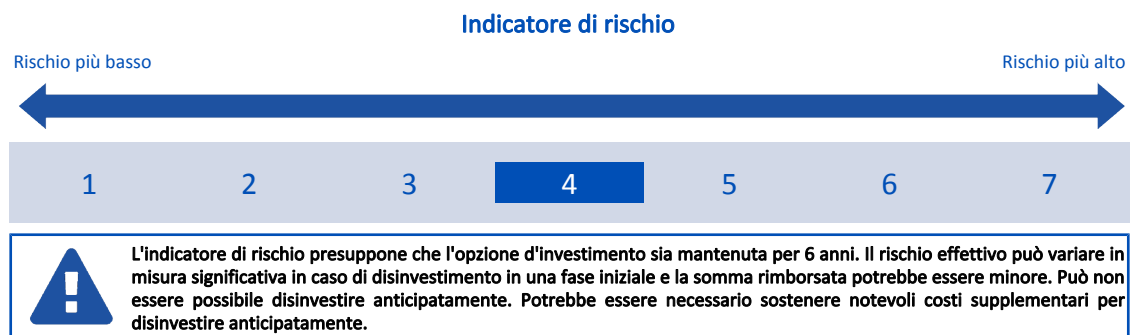 Indicatore di rischio
Rischio più basso
Rischio più alto
1 2 3 4 5 6 7
L'indicatore di rischio presuppone che l'opzione d'investimento sia mantenuta per 6 anni. Il rischio effettivo può variare in
misura significativa in caso di disinvestimento in una fase iniziale e la somma rimborsata potrebbe essere minore. Può non
essere possibile disinvestire anticipatamente. Potrebbe essere necessario sostenere notevoli costi supplementari per
disinvestire anticipatamente.